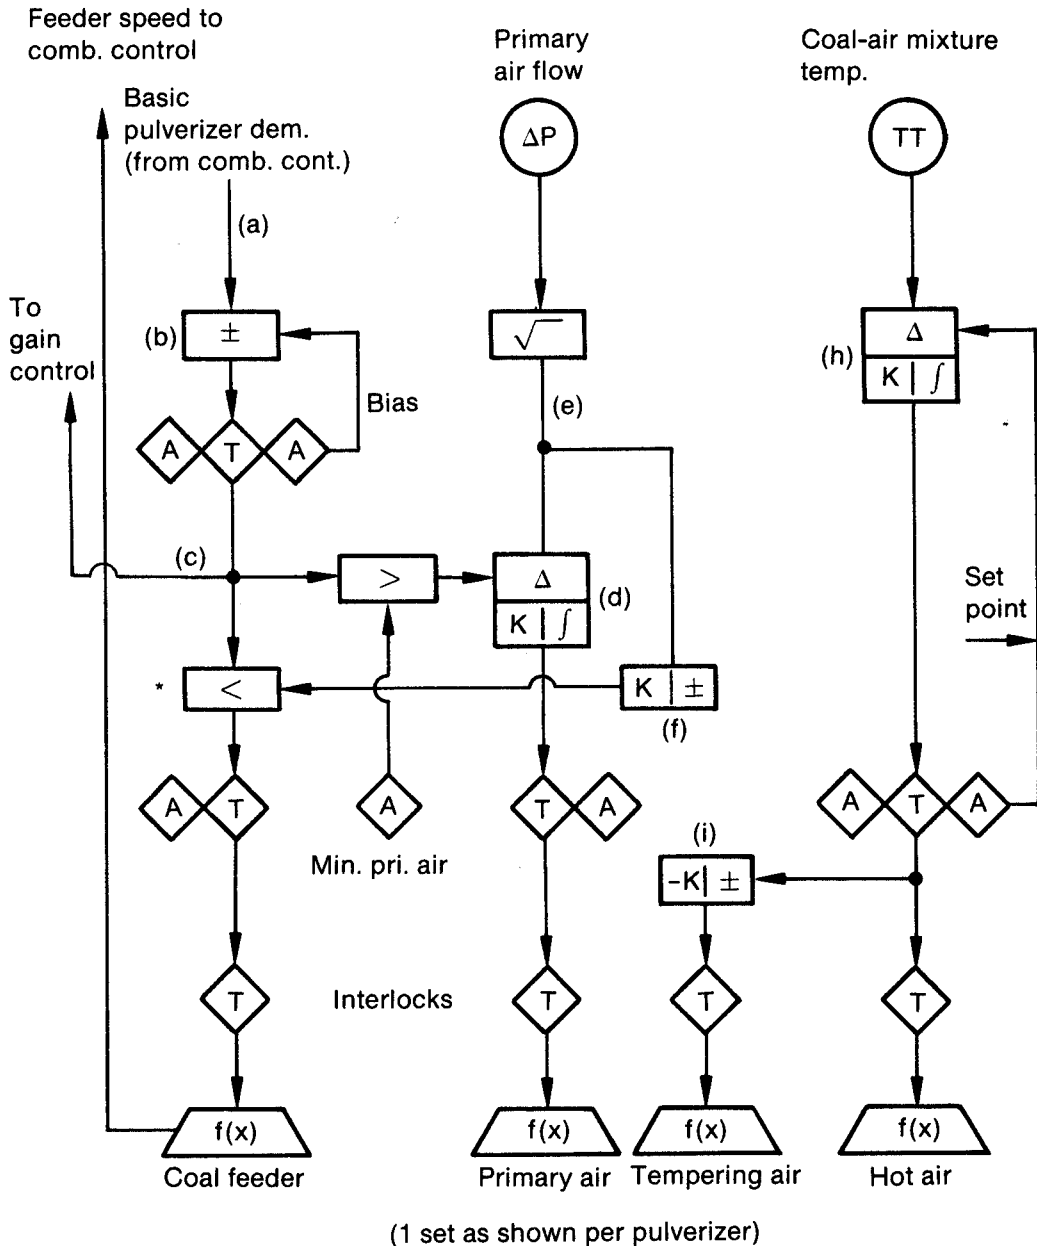 Feeder speed to
comb. control
Primary
air flow
Coal-air mixture
temp.
Basic
pulverizer dem.
(from comb. cont.)
ΔP
TT
(a)
To
gain
control
(b)
±
√
Δ
(h)
K | ∫
Bias
(e)
A
T
A
(c)
>
Δ
K | ∫
(d)
Set
point
*
<
K | ±
(f)
A
T
A
T
A
A
T
A
Min. pri. air
(i)
-K | ±
T
Interlocks
T
T
T
f(x)
f(x)
f(x)
f(x)
Coal feeder
Primary air
Tempering air
Hot air
(1 set as shown per pulverizer)